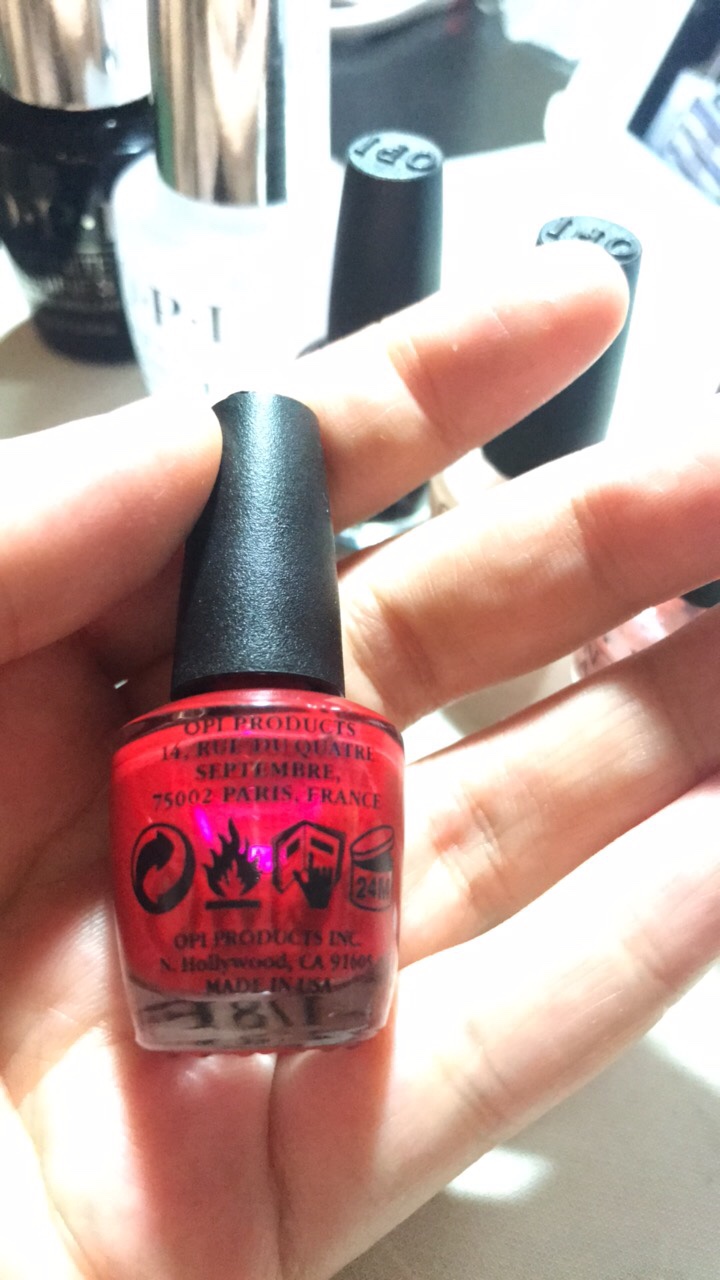 OPI
OPI
P·I
OPI PRODUCTS
14, RUE DU QUATRE
SEPTEMBRE,
75002 PARIS, FRANCE
24M
OPI PRODUCTS INC.
N. Hollywood, CA 91605
MADE IN USA